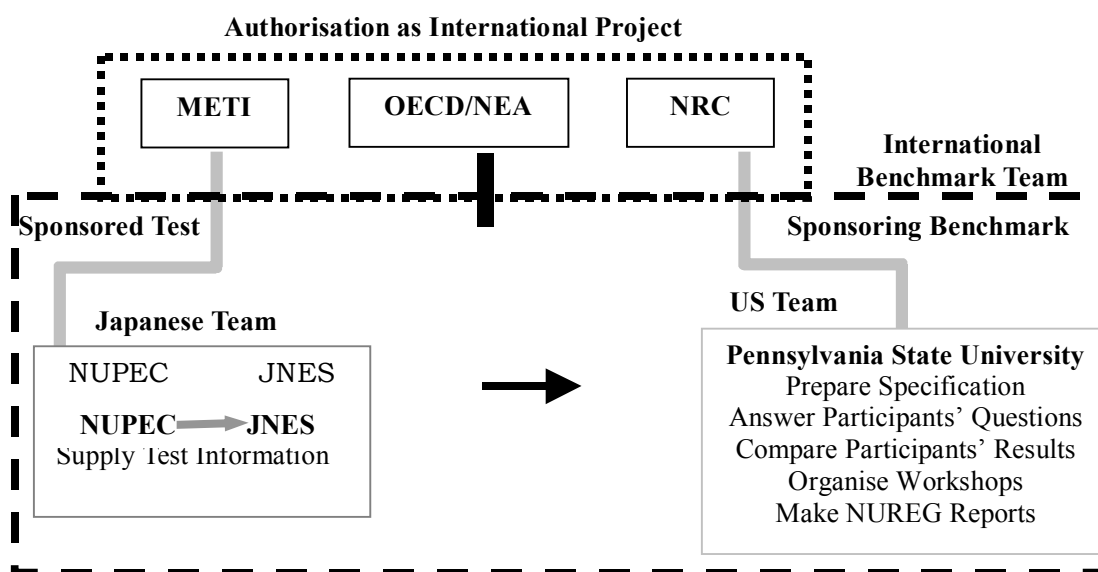 Authorisation as International Project
METI
OECD/NEA
NRC
International
Benchmark Team
Sponsored Test
Sponsoring Benchmark
US Team
Japanese Team
NUPEC JNES
NUPEC JNES
Supply Test Information
Pennsylvania State University
Prepare Specification
Answer Participants’ Questions
Compare Participants’ Results
Organise Workshops
Make NUREG Reports